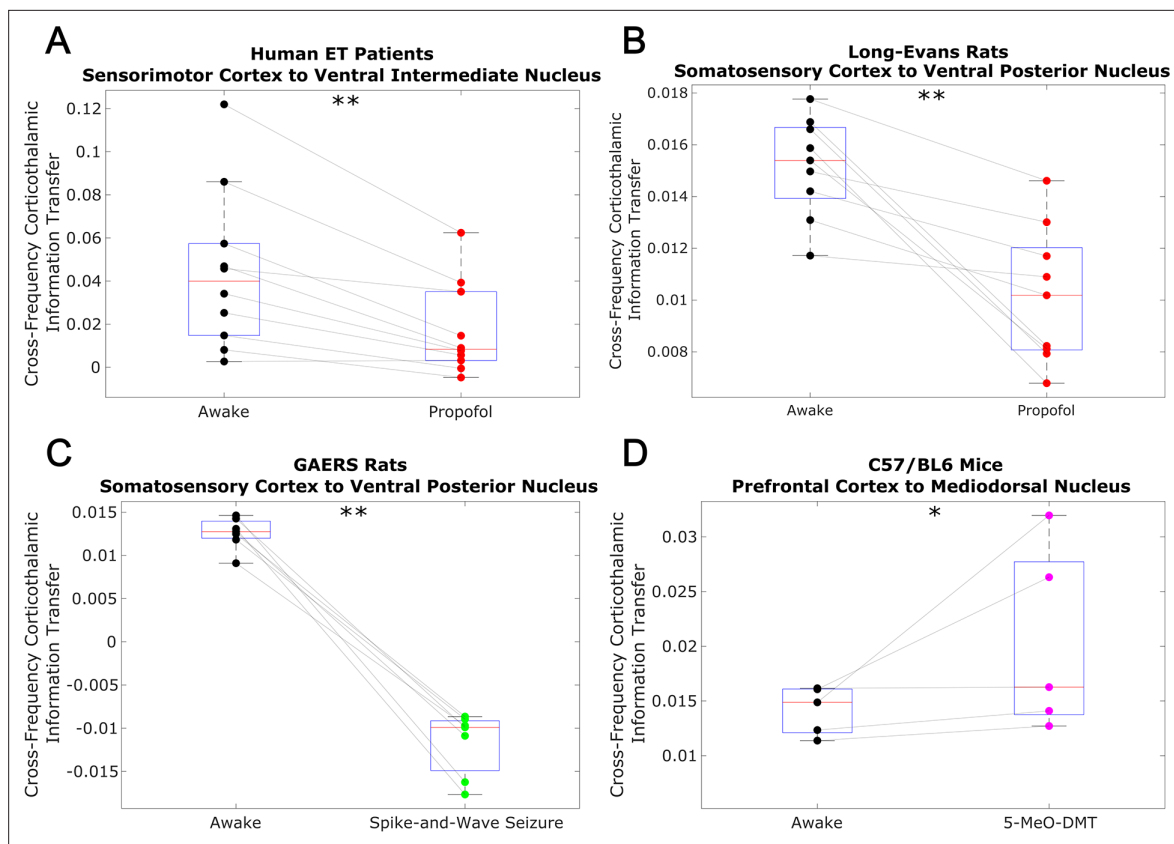 A
Human ET Patients
Sensorimotor Cortex to Ventral Intermediate Nucleus
**
Cross-Frequency Corticothalamic
Information Transfer
0.12
0.1
0.08
0.06
0.04
0.02
0
Awake
Propofol
B
Long-Evans Rats
Somatosensory Cortex to Ventral Posterior Nucleus
**
Cross-Frequency Corticothalamic
Information Transfer
0.018
0.016
0.014
0.012
0.01
0.008
Awake
Propofol
C
GAERS Rats
Somatosensory Cortex to Ventral Posterior Nucleus
**
Cross-Frequency Corticothalamic
Information Transfer
0.015
0.01
0.005
0
-0.005
-0.01
-0.015
Awake
Spike-and-Wave Seizure
D
C57/BL6 Mice
Prefrontal Cortex to Mediodorsal Nucleus
*
Cross-Frequency Corticothalamic
Information Transfer
0.03
0.025
0.02
0.015
0.01
Awake
5-MeO-DMT